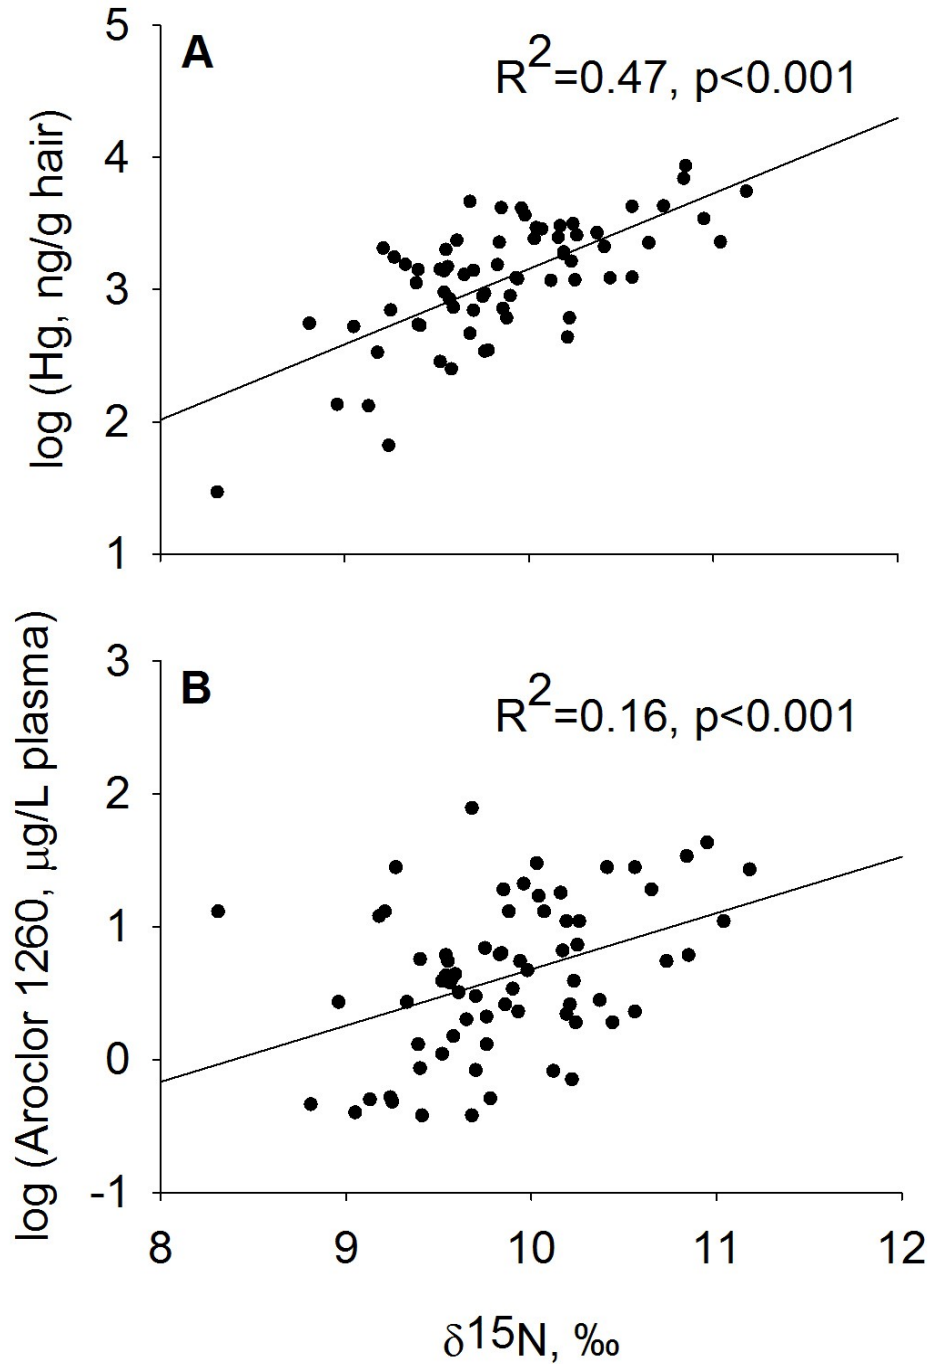 A
R²=0.47, p<0.001
5
4
3
2
1
log (Hg, ng/g hair)
B
R²=0.16, p<0.001
3
2
1
0
-1
log (Aroclor 1260, μg/L plasma)
8 9 10 11 12
δ15N, ‰